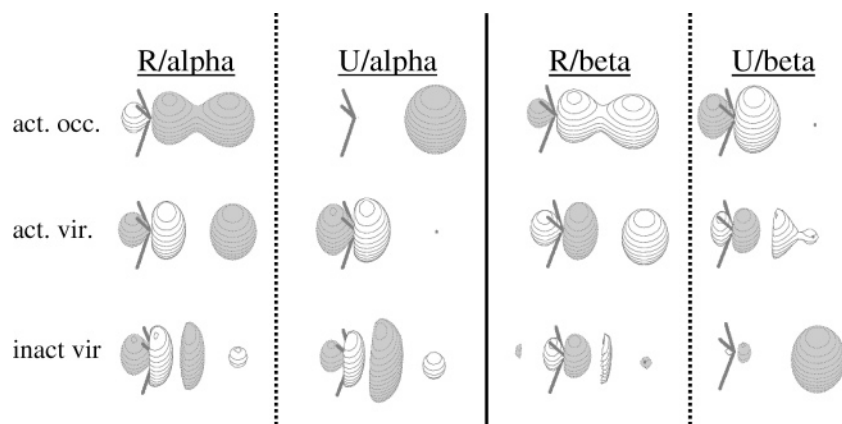 R/alpha U/alpha R/beta U/beta
act. occ.
act. vir.
inact vir